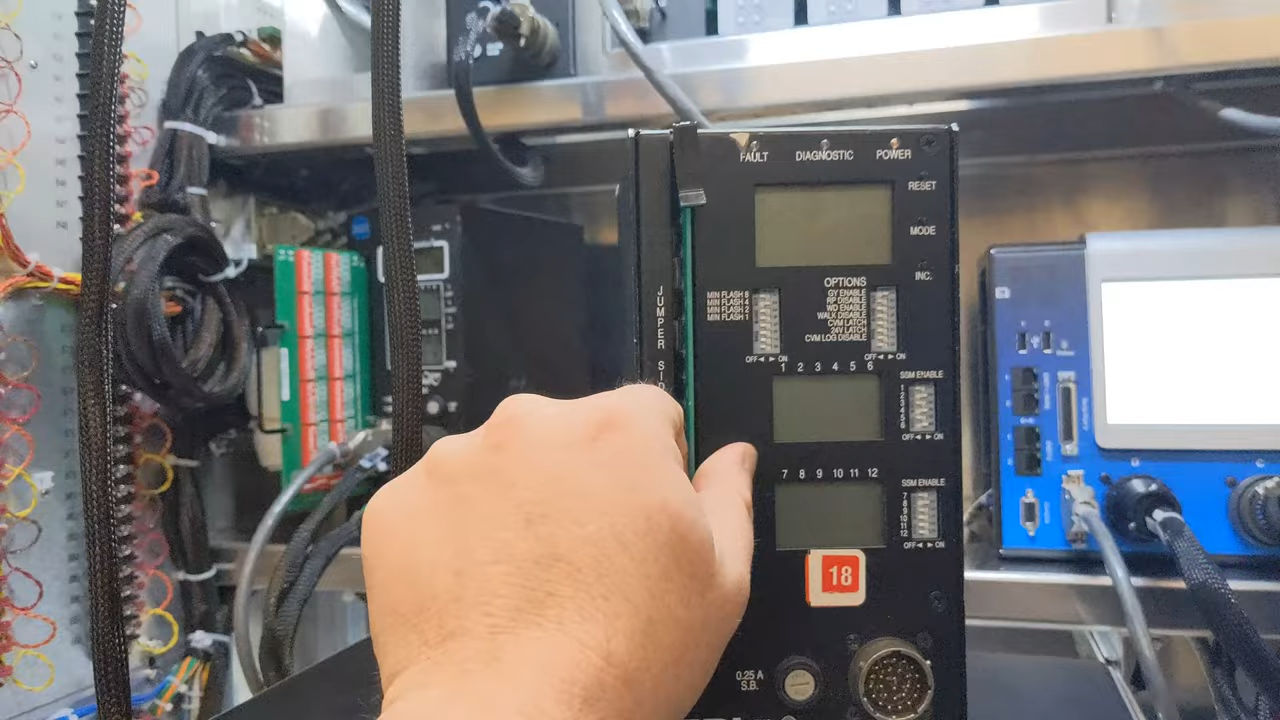 FAULT DIAGNOSTIC POWER
RESET
MODE
INC.
OPTIONS
MIN FLASH 8
MIN FLASH 4
MIN FLASH 2
MIN FLASH 1
GY ENABLE
RP DISABLE
WD ENABLE
WALK DISABLE
CVM LATCH
24V LATCH
CVM LOG DISABLE
OFF ◄ ► ON
OFF ◄ ► ON
JUMPER SID
1 2 3 4 5 6
SSM ENABLE
1
2
3
4
5
6
OFF ◄ ► ON
7 8 9 10 11 12
SSM ENABLE
7
8
9
10
11
12
OFF ◄ ► ON
18
0.25 A
S.B.